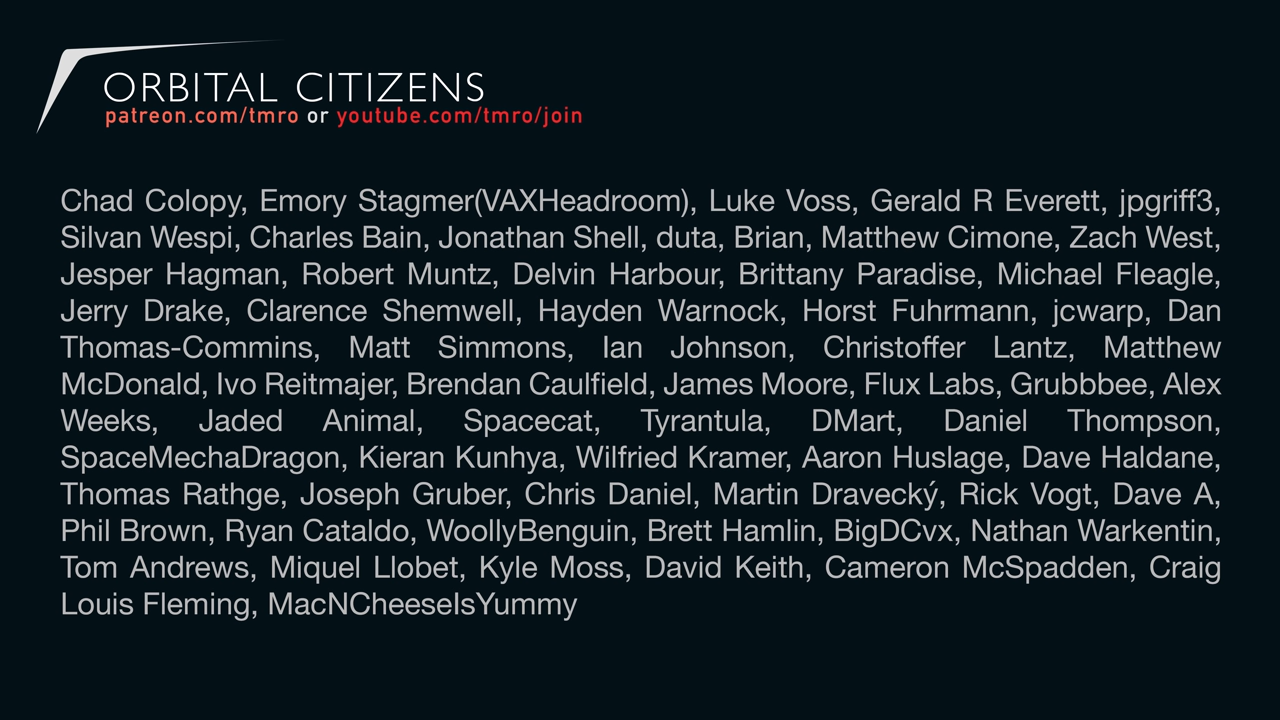 ORBITAL CITIZENS
patreon.com/tmro or youtube.com/tmro/join
Chad Colopy, Emory Stagmer(VAXHeadroom), Luke Voss, Gerald R Everett, jpgriff3,
Silvan Wespi, Charles Bain, Jonathan Shell, duta, Brian, Matthew Cimone, Zach West,
Jesper Hagman, Robert Muntz, Delvin Harbour, Brittany Paradise, Michael Fleagle,
Jerry Drake, Clarence Shemwell, Hayden Warnock, Horst Fuhrmann, jcwarp, Dan
Thomas-Commins, Matt Simmons, Ian Johnson, Christoffer Lantz, Matthew
McDonald, Ivo Reitmajer, Brendan Caulfield, James Moore, Flux Labs, Grubbbee, Alex
Weeks, Jaded Animal, Spacecat, Tyrantula, DMart, Daniel Thompson,
SpaceMechaDragon, Kieran Kunhya, Wilfried Kramer, Aaron Huslage, Dave Haldane,
Thomas Rathge, Joseph Gruber, Chris Daniel, Martin Dravecký, Rick Vogt, Dave A,
Phil Brown, Ryan Cataldo, WoollyBenguin, Brett Hamlin, BigDCvx, Nathan Warkentin,
Tom Andrews, Miquel Llobet, Kyle Moss, David Keith, Cameron McSpadden, Craig
Louis Fleming, MacNCheeseIsYummy